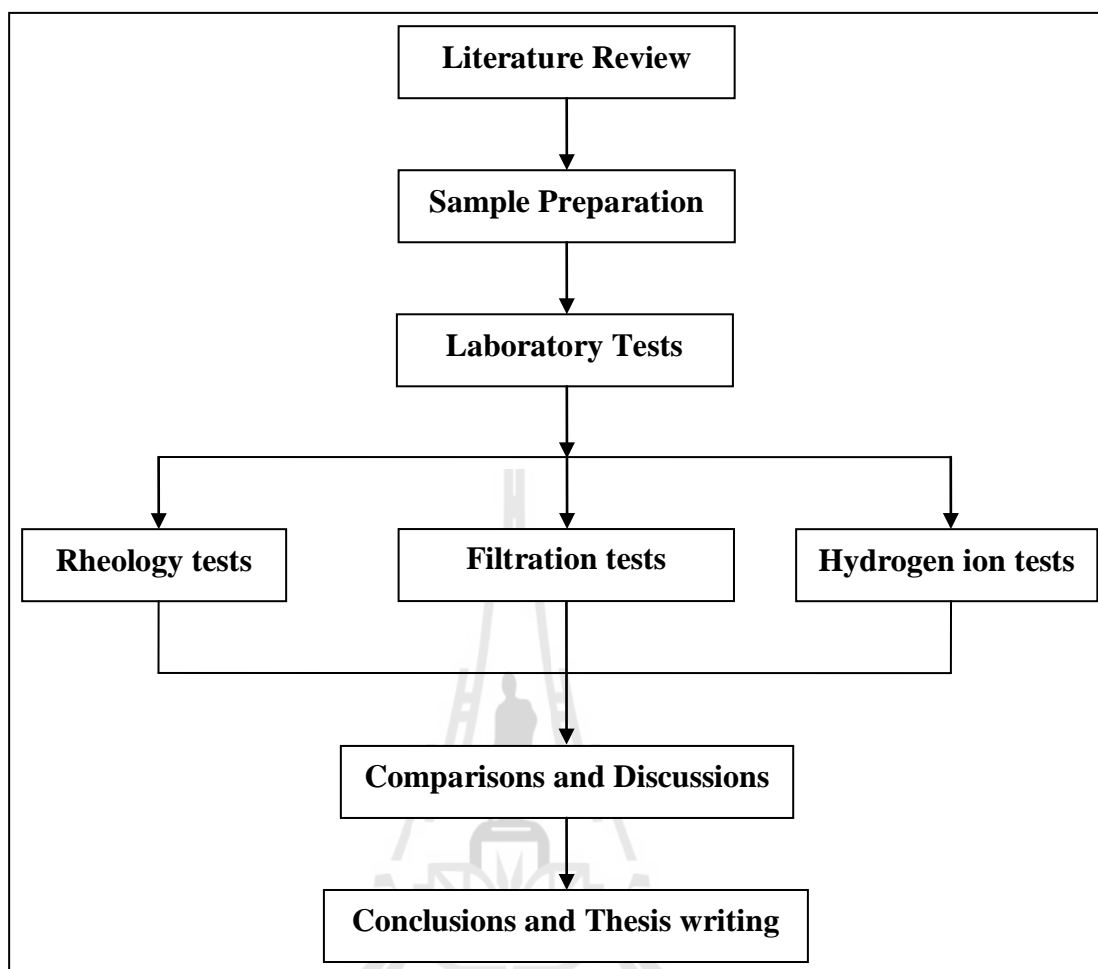 Literature Review
Sample Preparation
Laboratory Tests
Rheology tests
Filtration tests
Hydrogen ion tests
Comparisons and Discussions
Conclusions and Thesis writing